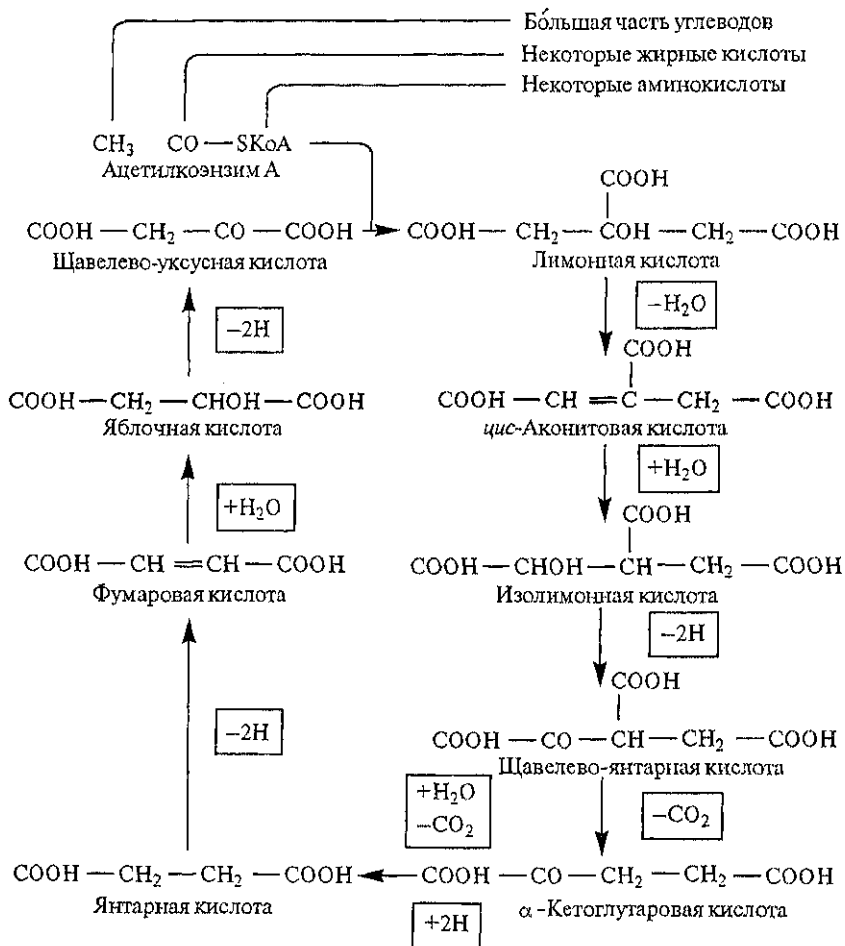 Бо́льшая часть углеводов
Некоторые жирные кислоты
Некоторые аминокислоты
CH₃ CO — SKoA
Ацетилкоэнзим А
COOH
COOH — CH₂ — CO — COOH
COOH — CH₂ — COH — CH₂ — COOH
Щавелево-уксусная кислота
Лимонная кислота
−2H
−H₂O
COOH
COOH — CH₂ — CHOH — COOH
COOH — CH = C — CH₂ — COOH
Яблочная кислота
цис-Аконитовая кислота
+H₂O
+H₂O
COOH
COOH — CH = CH — COOH
COOH — CHOH — CH — CH₂ — COOH
Фумаровая кислота
Изолимонная кислота
−2H
COOH
−2H
COOH — CO — CH — CH₂ — COOH
Щавелево-янтарная кислота
+H₂O
−CO₂
−CO₂
COOH — CH₂ — CH₂ — COOH
COOH — CO — CH₂ — CH₂ — COOH
Янтарная кислота
+2H
α-Кетоглутаровая кислота